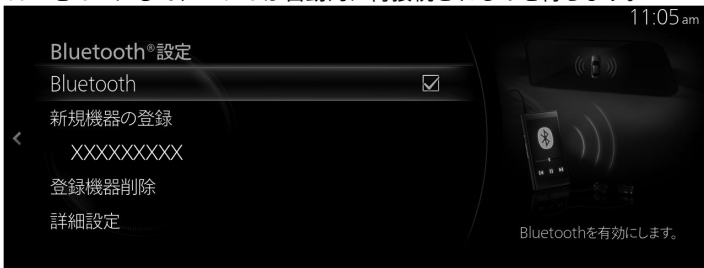 11:05 am
Bluetooth®設定
Bluetooth
新規機器の登録
XXXXXXXXX
登録機器削除
詳細設定
Bluetoothを有効にします。